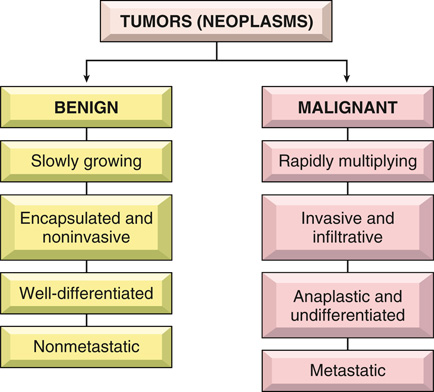 TUMORS (NEOPLASMS)
BENIGN
Slowly growing
Encapsulated and
noninvasive
Well-differentiated
Nonmetastatic
MALIGNANT
Rapidly multiplying
Invasive and
infiltrative
Anaplastic and
undifferentiated
Metastatic